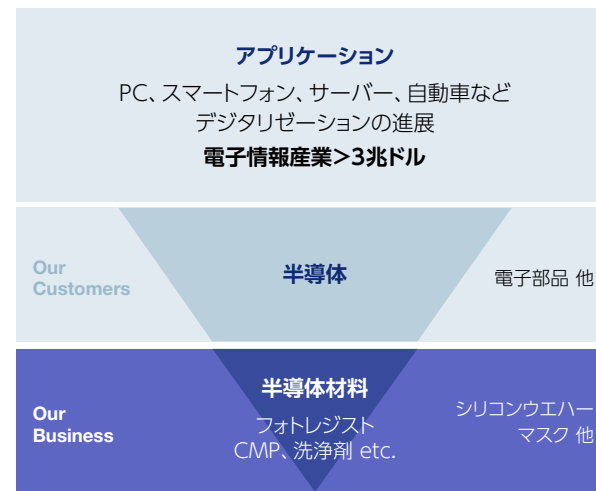 アプリケーション
PC、スマートフォン、サーバー、自動車など
デジタリゼーションの進展
電子情報産業>3兆ドル
Our
Customers
半導体
電子部品 他
Our
Business
半導体材料
フォトレジスト
CMP、洗浄剤 etc.
シリコンウエハー
マスク 他